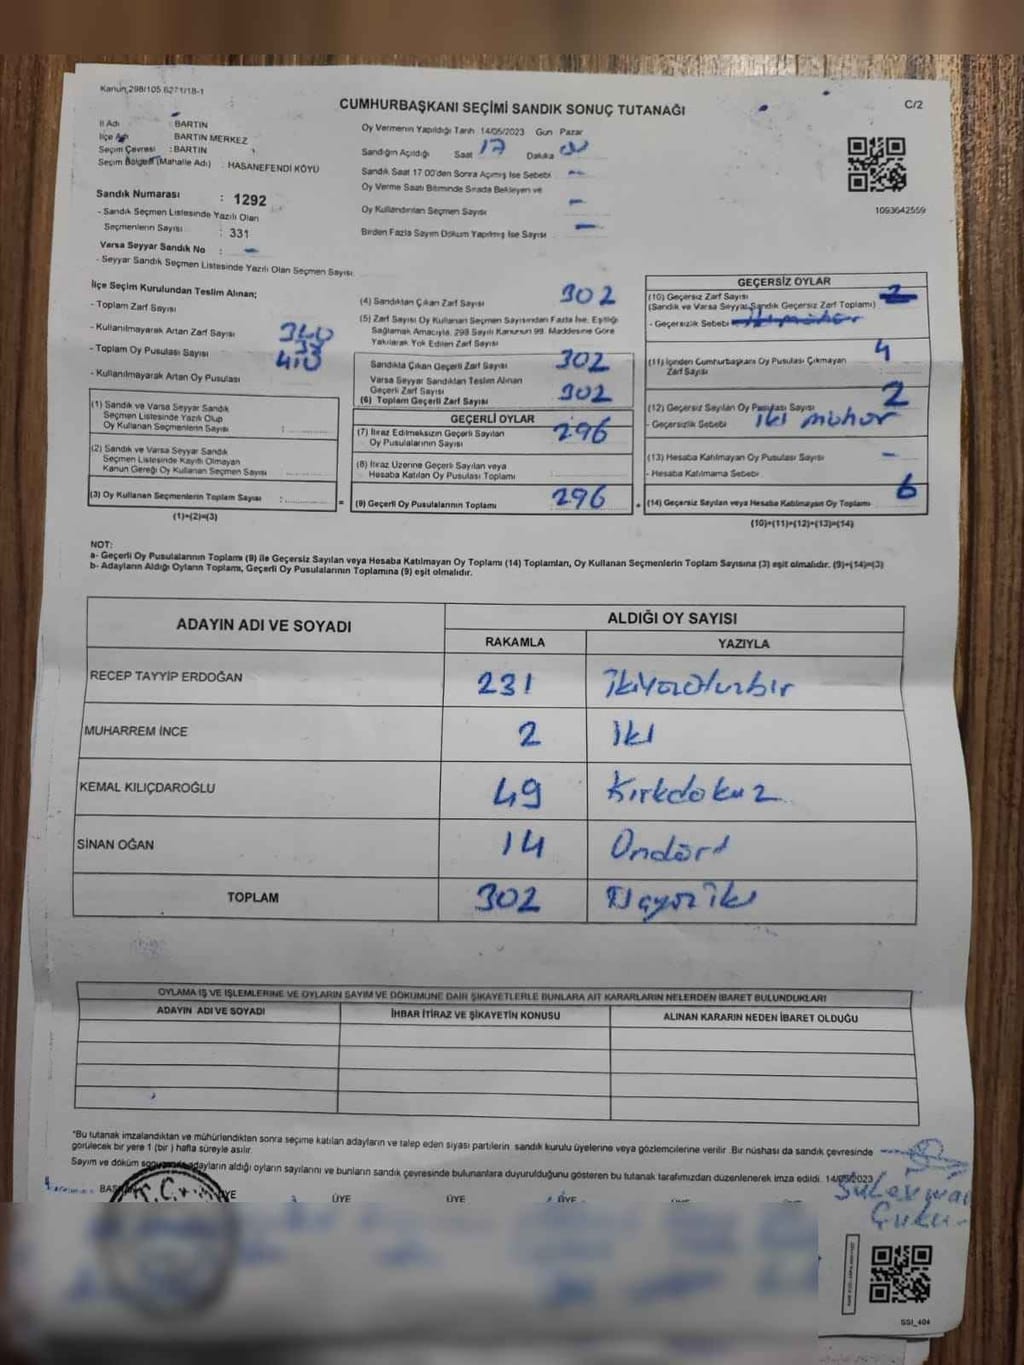 Kanun 298/105 6271/18-1
CUMHURBAŞKANI SEÇİMİ SANDIK SONUÇ TUTANAĞI
C/2
İl Adı : BARTIN
İlçe Adı : BARTIN MERKEZ
Seçim Çevresi : BARTIN
Seçim Bölgesi (Mahalle Adı) : HASANEFENDİ KÖYÜ
Oy Vermenin Yapıldığı Tarih 14/05/2023 Gün Pazar
Sandığın Açıldığı Saat 17 Dakika
Sandık Saat 17.00'den Sonra Açılmış İse Sebebi -
Oy Verme Saati Bitiminde Sırada Bekleyen ve
Oy Kullandırılan Seçmen Sayısı -
Birden Fazla Sayım Döküm Yapılmış İse Sayısı -
1093642559
Sandık Numarası : 1292
- Sandık Seçmen Listesinde Yazılı Olan
Seçmenlerin Sayısı : 331
Varsa Seyyar Sandık No : -
- Seyyar Sandık Seçmen Listesinde Yazılı Olan Seçmen Sayısı
İlçe Seçim Kurulundan Teslim Alınan;
- Toplam Zarf Sayısı
- Kullanılmayarak Artan Zarf Sayısı
- Toplam Oy Pusulası Sayısı 410
- Kullanılmayarak Artan Oy Pusulası
(1) Sandık ve Varsa Seyyar Sandık
Seçmen Listesinde Yazılı Olup
Oy Kullanan Seçmenlerin Sayısı :
(2) Sandık ve Varsa Seyyar Sandık
Seçmen Listesinde Kayıtlı Olmayan
Kanun Gereği Oy Kullanan Seçmen Sayısı
(3) Oy Kullanan Seçmenlerin Toplam Sayısı :
(1)+(2)=(3)
(4) Sandıktan Çıkan Zarf Sayısı 302
(5) Zarf Sayısı Oy Kullanan Seçmen Sayısından Fazla İse, Eşitliği
Sağlamak Amacıyla, 298 Sayılı Kanunun 99. Maddesine Göre
Yakılarak Yok Edilen Zarf Sayısı
Sandıkta Çıkan Geçerli Zarf Sayısı 302
Varsa Seyyar Sandıktan Teslim Alınan
Geçerli Zarf Sayısı
(6) Toplam Geçerli Zarf Sayısı 302
GEÇERLİ OYLAR
(7) İtiraz Edilmeksizin Geçerli Sayılan
Oy Pusulalarının Sayısı 296
(8) İtiraz Üzerine Geçerli Sayılan veya
Hesaba Katılan Oy Pusulası Toplamı
(9) Geçerli Oy Pusulalarının Toplamı 296
GEÇERSİZ OYLAR
(10) Geçersiz Zarf Sayısı
(Sandık ve Varsa Seyyar Sandık Geçersiz Zarf Toplamı)
- Geçersizlik Sebebi
(11) İçinden Cumhurbaşkanı Oy Pusulası Çıkmayan
Zarf Sayısı 4
(12) Geçersiz Sayılan Oy Pusulası Sayısı 2
- Geçersizlik Sebebi iki mühür
(13) Hesaba Katılmayan Oy Pusulası Sayısı -
- Hesaba Katılmama Sebebi
(14) Geçersiz Sayılan veya Hesaba Katılmayan Oy Toplamı 6
(10)+(11)+(12)+(13)=(14)
NOT:
a- Geçerli Oy Pusulalarının Toplamı (9) ile Geçersiz Sayılan veya Hesaba Katılmayan Oy Toplamı (14) Toplamları, Oy Kullanan Seçmenlerin Toplam Sayısına (3) eşit olmalıdır. (9)+(14)=(3)
b- Adayların Aldığı Oyların Toplamı, Geçerli Oy Pusulalarının Toplamına (9) eşit olmalıdır.
ADAYIN ADI VE SOYADI
ALDIĞI OY SAYISI
RAKAMLA YAZIYLA
RECEP TAYYİP ERDOĞAN 231 İkiyüzotuzbir
MUHARREM İNCE 2 İki
KEMAL KILIÇDAROĞLU 49 Kırkdokuz
SİNAN OĞAN 14 Ondört
TOPLAM 302 Üçyüziki
OYLAMA İŞ VE İŞLEMLERİNE VE OYLARIN SAYIM VE DÖKÜMÜNE DAİR ŞİKAYETLERLE BUNLARA AİT KARARLARIN NELERDEN İBARET BULUNDUKLARI
ADAYIN ADI VE SOYADI İHBAR İTİRAZ VE ŞİKAYETİN KONUSU ALINAN KARARIN NEDEN İBARET OLDUĞU
"Bu tutanak imzalandıktan ve mühürlendikten sonra seçime katılan adayların ve talep eden siyasi partilerin sandık kurulu üyelerine veya gözlemcilerine verilir. Bir nüshası da sandık çevresinde
görülecek bir yere 1 (bir) hafta süreyle asılır.
Sayım ve döküm sonucunda adayların aldığı oyların sayılarını ve bunların sandık çevresinde bulunanlara duyurulduğunu gösteren bu tutanak tarafımızdan düzenlenerek imza edildi. 14/05/2023
T.C.
ÜYE ÜYE ÜYE ÜYE
Süleyman
SSI_404